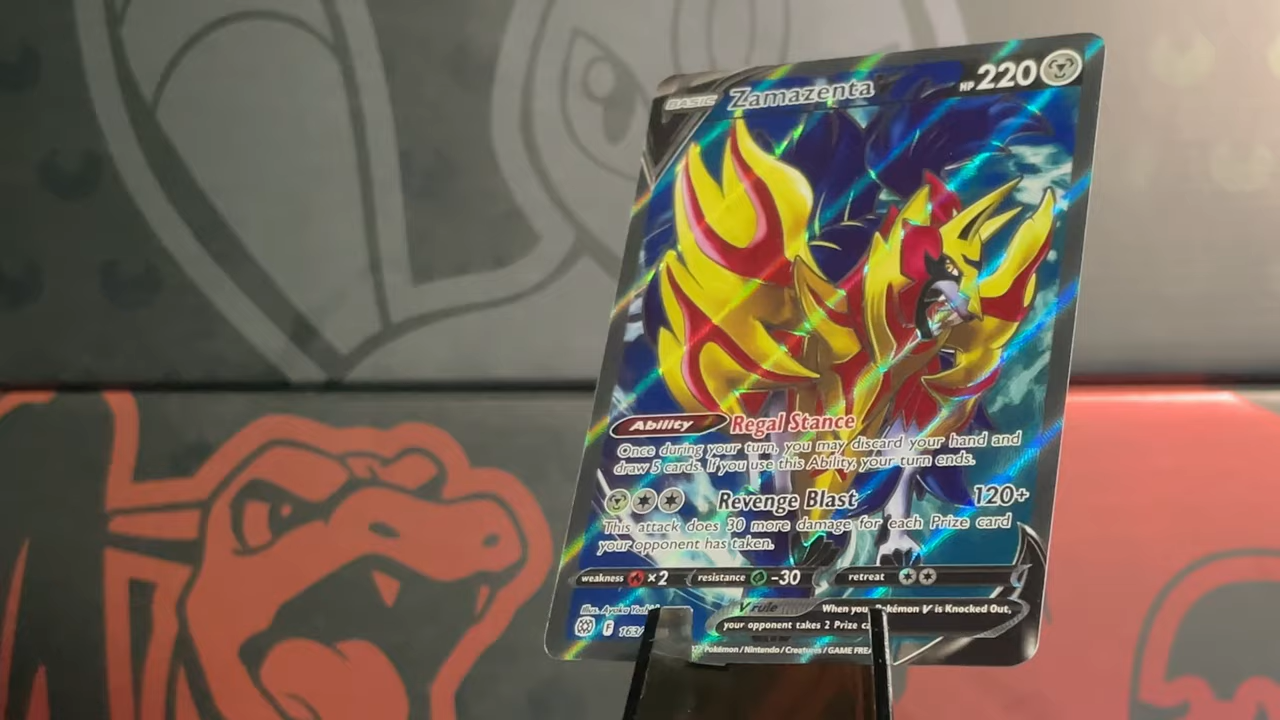 BASIC Zamazenta HP 220
Ability Regal Stance
Once during your turn, you may discard your hand and
draw 5 cards. If you use this Ability, your turn ends.
Revenge Blast 120+
This attack does 30 more damage for each Prize card
your opponent has taken.
weakness ×2 resistance -30 retreat
Illus. Ayaka
V rule When your Pokémon V is Knocked Out,
your opponent takes 2 Prize
F 163/
Pokémon / Nintendo / Creatures / GAME